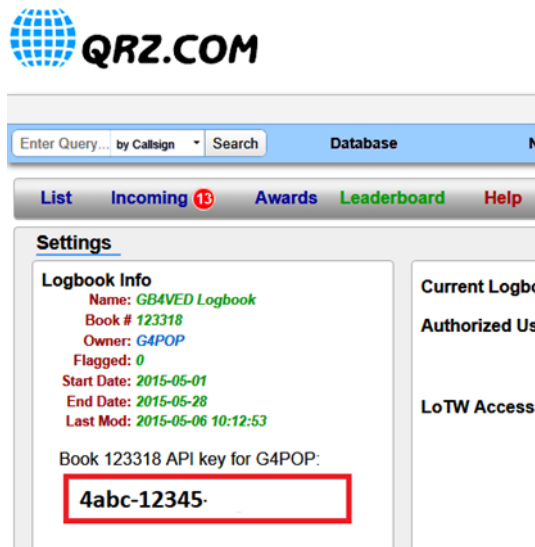 QRZ.COM
Enter Query... by Callsign Search Database
List Incoming 13 Awards Leaderboard Help
Settings
Logbook Info
Name: GB4VED Logbook
Book # 123318
Owner: G4POP
Flagged: 0
Start Date: 2015-05-01
End Date: 2015-05-28
Last Mod: 2015-05-06 10:12:53
Book 123318 API key for G4POP:
4abc-12345-
Current Logbo
Authorized Us
LoTW Access